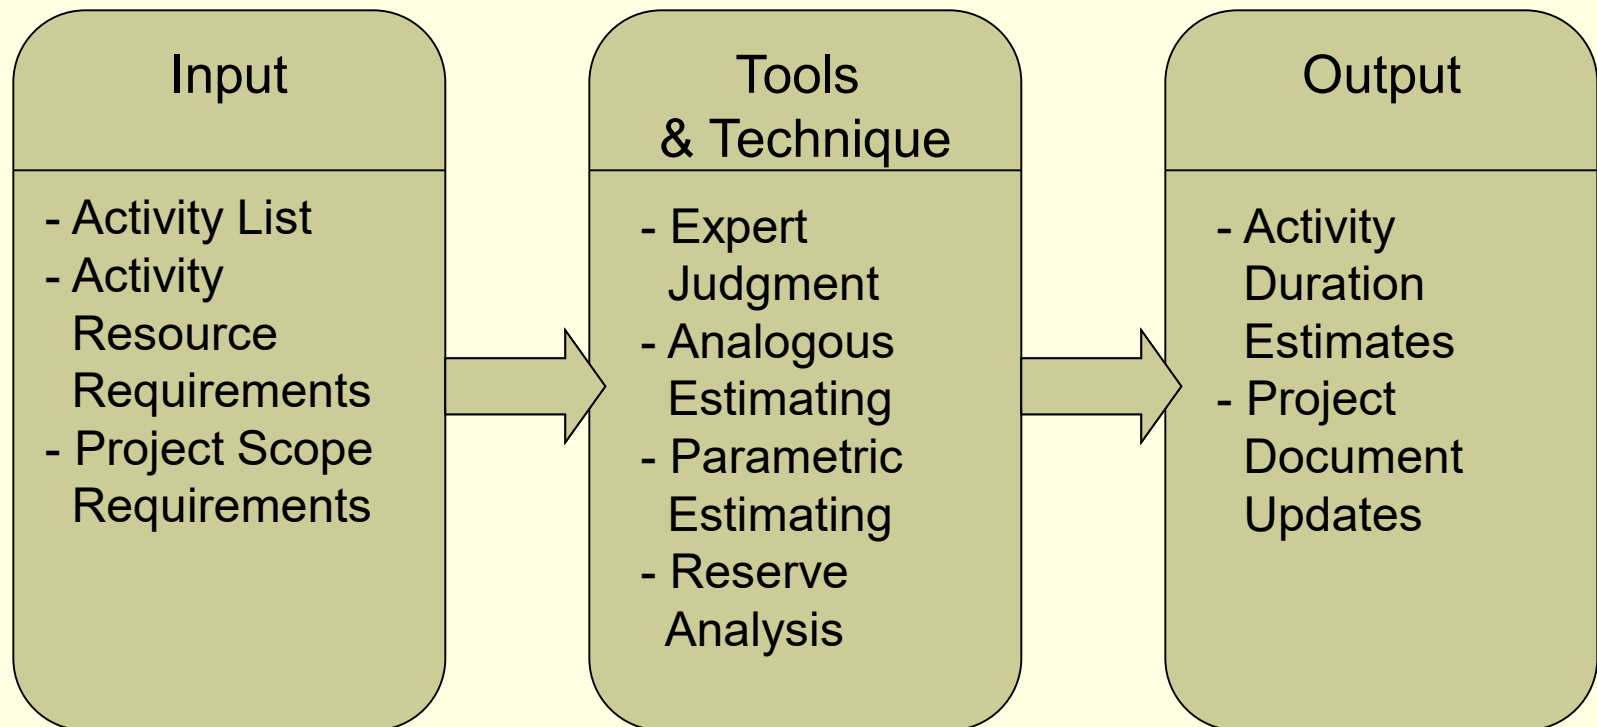 Input
- Activity List
- Activity
Resource
Requirements
- Project Scope
Requirements
Tools
& Technique
- Expert
Judgment
- Analogous
Estimating
- Parametric
Estimating
- Reserve
Analysis
Output
- Activity
Duration
Estimates
- Project
Document
Updates